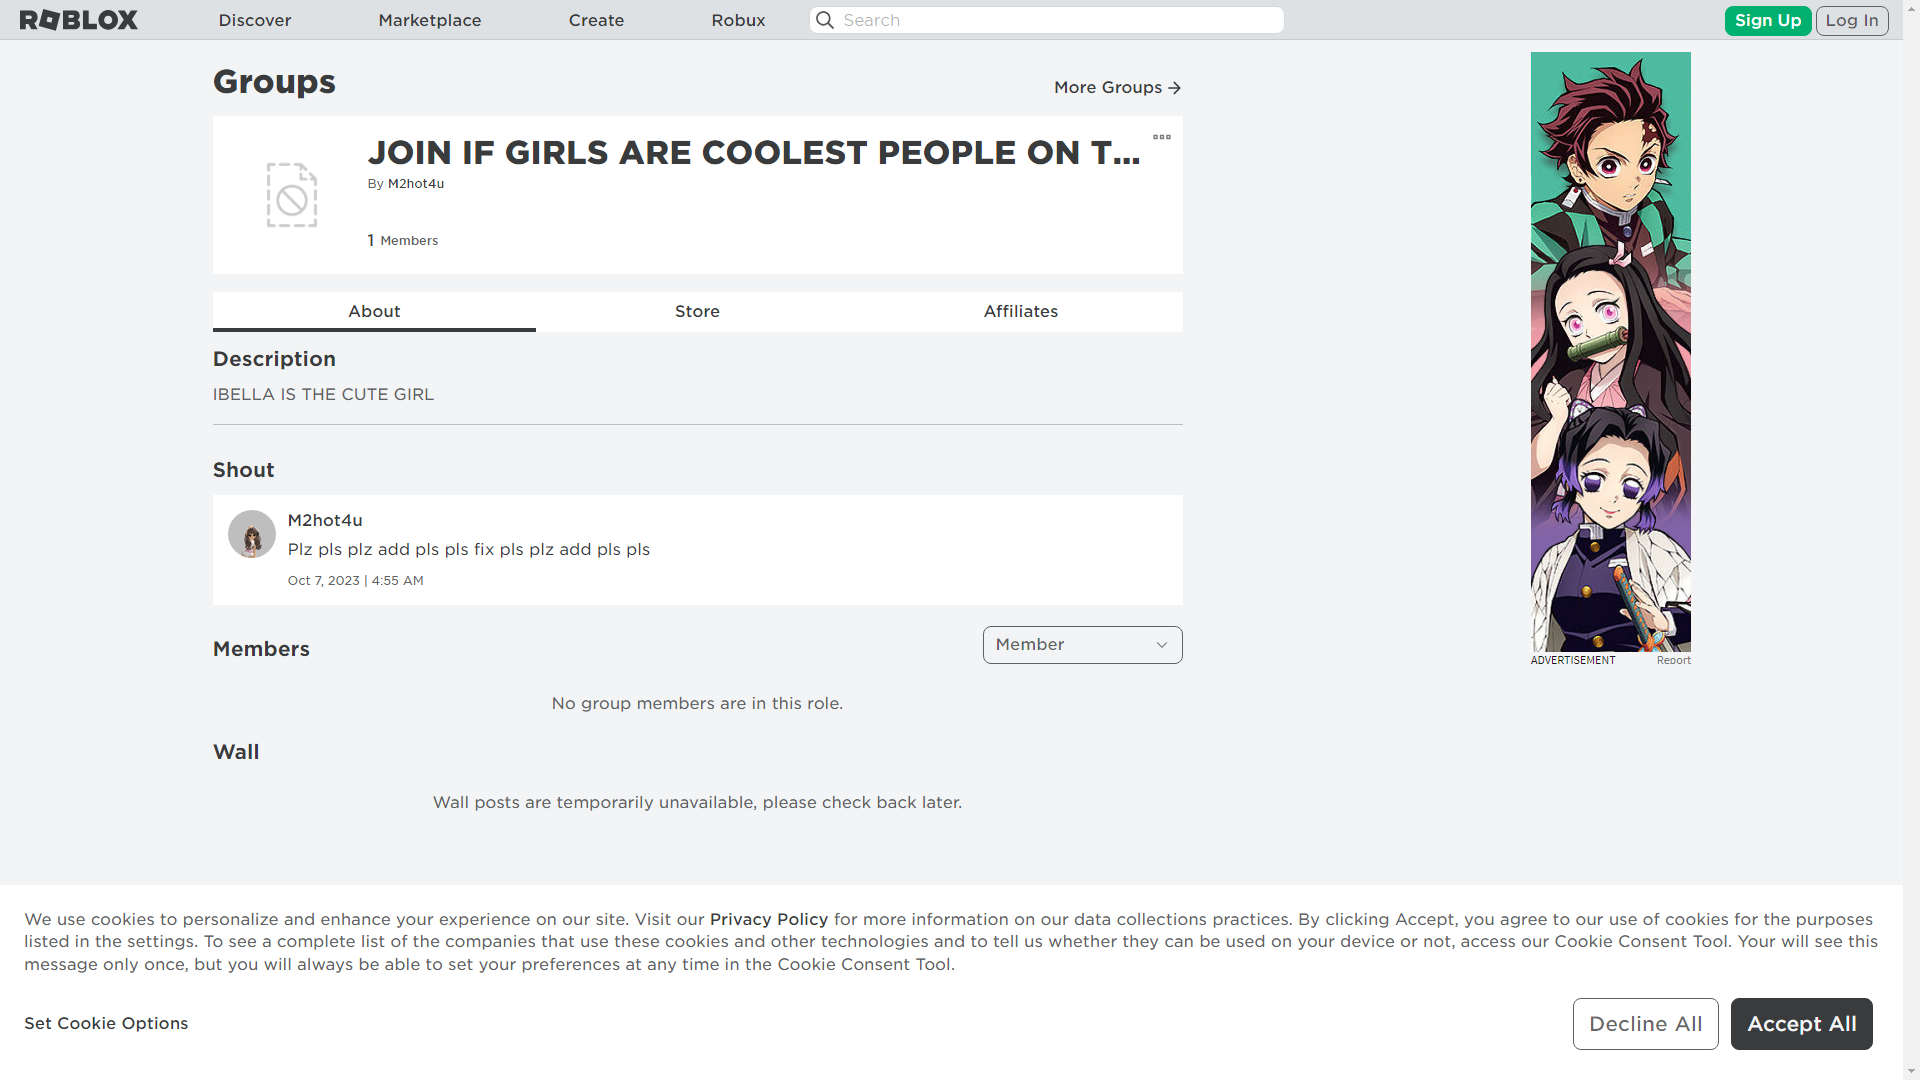 ROBLOX
Discover
Marketplace
Create
Robux
Search
Sign Up
Log In
Groups
More Groups
JOIN IF GIRLS ARE COOLEST PEOPLE ON T...
By M2hot4u
1 Members
About
Store
Affiliates
Description
IBELLA IS THE CUTE GIRL
Shout
M2hot4u
Plz pls plz add pls pls fix pls plz add pls pls
Oct 7, 2023 | 4:55 AM
ADVERTISEMENT
Report
Members
Member
No group members are in this role.
Wall
Wall posts are temporarily unavailable, please check back later.
We use cookies to personalize and enhance your experience on our site. Visit our Privacy Policy for more information on our data collections practices. By clicking Accept, you agree to our use of cookies for the purposes
listed in the settings. To see a complete list of the companies that use these cookies and other technologies and to tell us whether they can be used on your device or not, access our Cookie Consent Tool. Your will see this
message only once, but you will always be able to set your preferences at any time in the Cookie Consent Tool.
Set Cookie Options
Decline All
Accept All